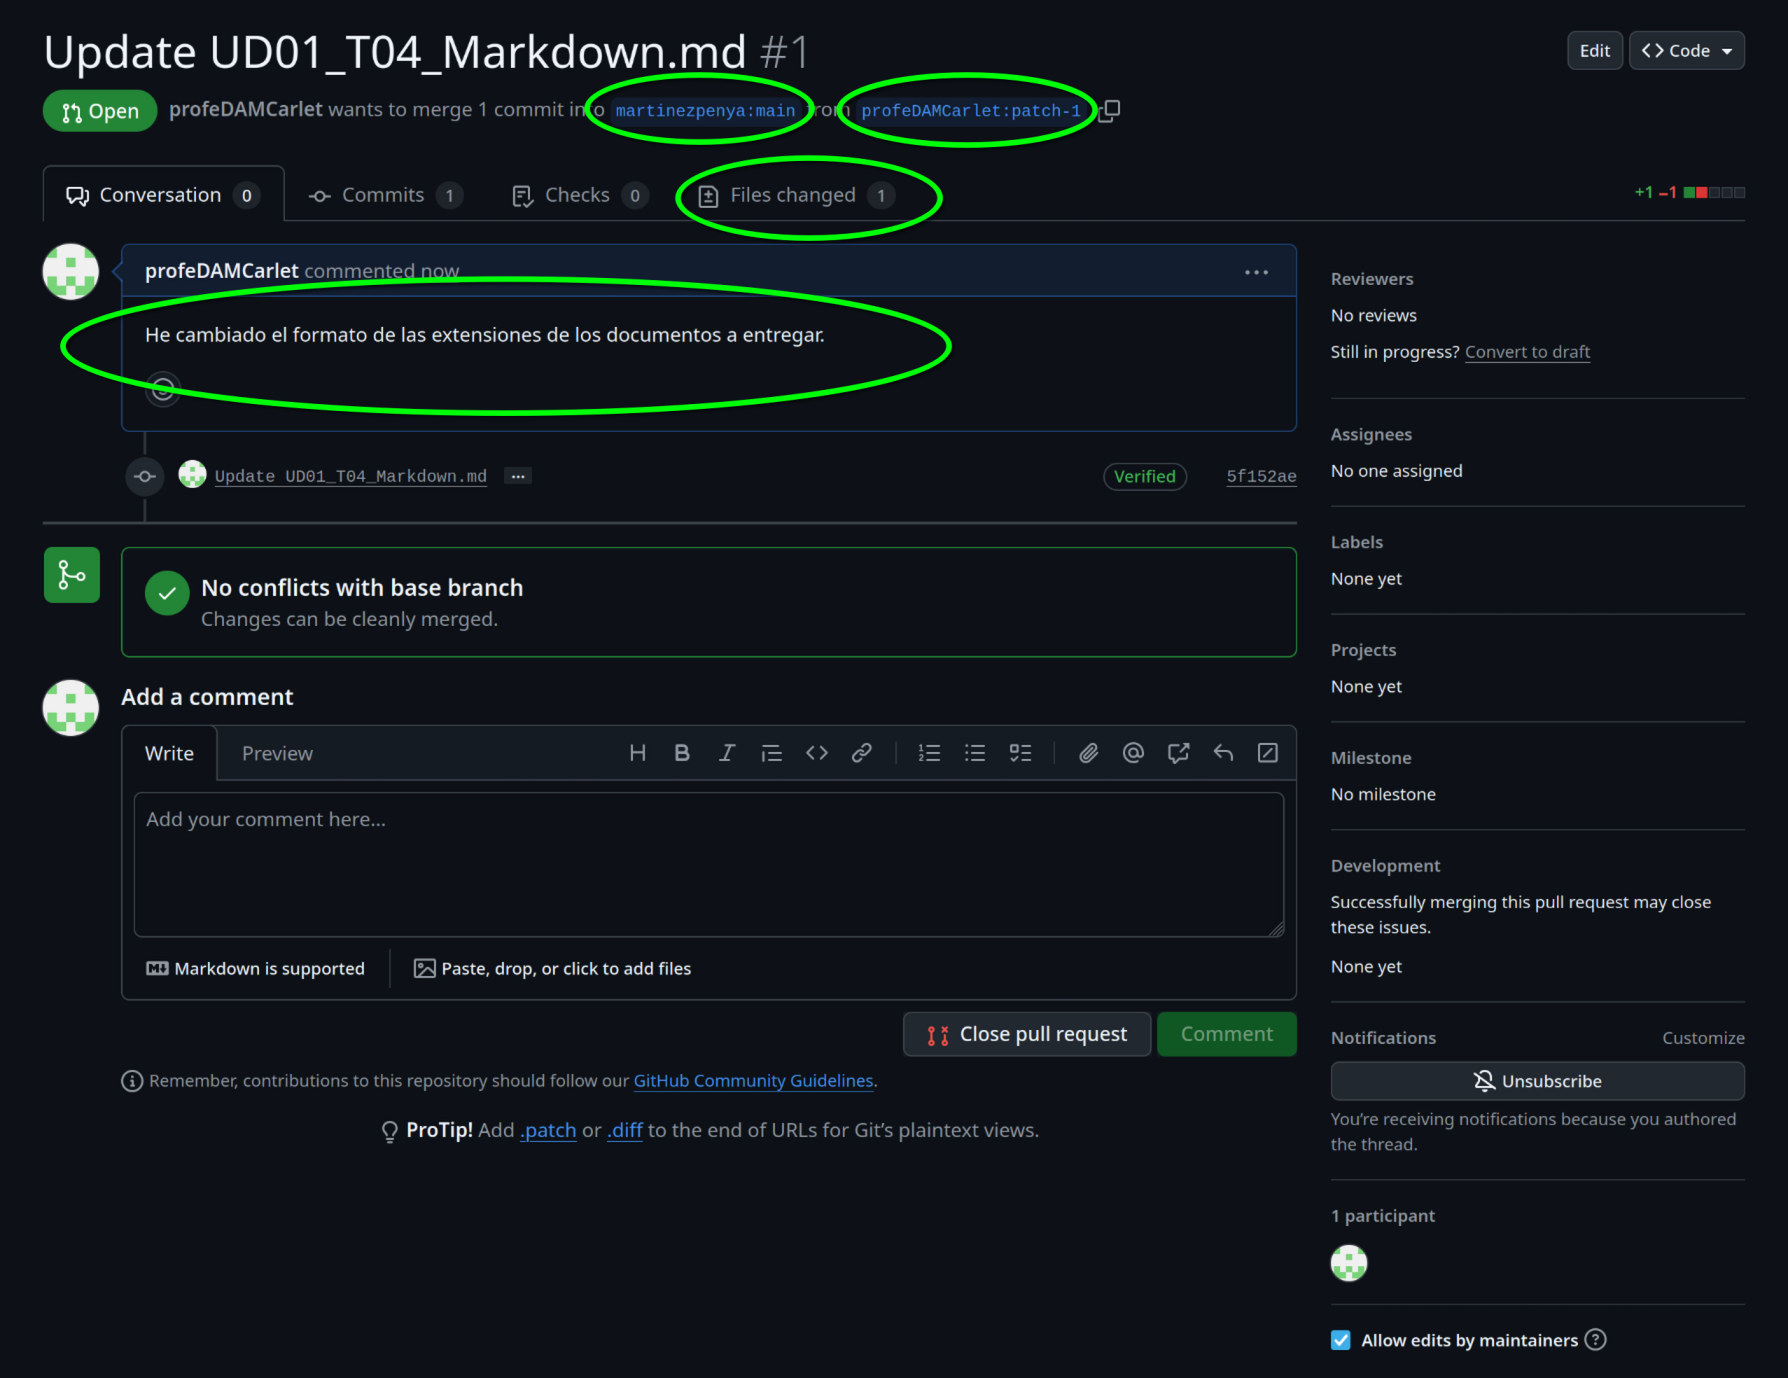 Update UD01_T04_Markdown.md #1
Edit
Code
Open
profeDAMCarlet wants to merge 1 commit into martinezpenya:main from profeDAMCarlet:patch-1
Conversation 0
Commits 1
Checks 0
Files changed 1
+1 −1
profeDAMCarlet commented now
He cambiado el formato de las extensiones de los documentos a entregar.
Update UD01_T04_Markdown.md
Verified
5f152ae
No conflicts with base branch
Changes can be cleanly merged.
Add a comment
Write
Preview
Add your comment here...
Markdown is supported
Paste, drop, or click to add files
Close pull request
Comment
Remember, contributions to this repository should follow our GitHub Community Guidelines.
ProTip! Add .patch or .diff to the end of URLs for Git’s plaintext views.
Reviewers
No reviews
Still in progress? Convert to draft
Assignees
No one assigned
Labels
None yet
Projects
None yet
Milestone
No milestone
Development
Successfully merging this pull request may close
these issues.
None yet
Notifications
Customize
Unsubscribe
You’re receiving notifications because you authored
the thread.
1 participant
Allow edits by maintainers